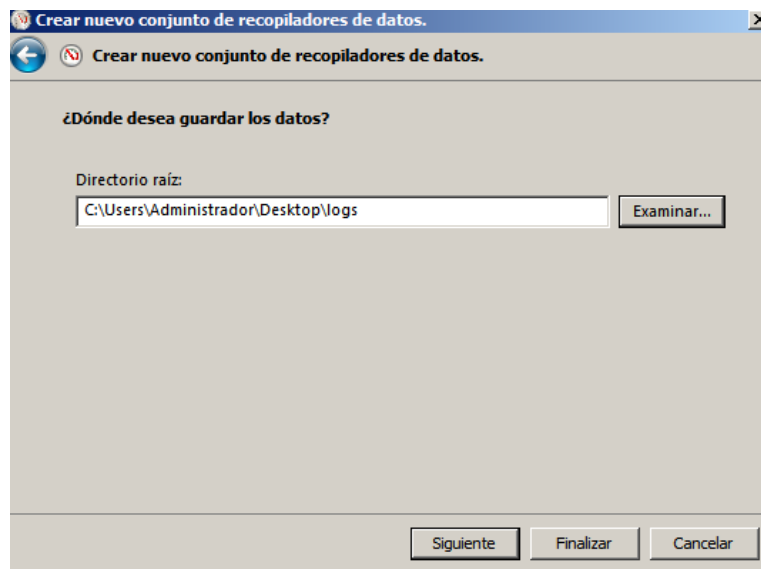 Crear nuevo conjunto de recopiladores de datos.
Crear nuevo conjunto de recopiladores de datos.
¿Dónde desea guardar los datos?
Directorio raíz:
C:\Users\Administrador\Desktop\logs
Examinar...
Siguiente
Finalizar
Cancelar